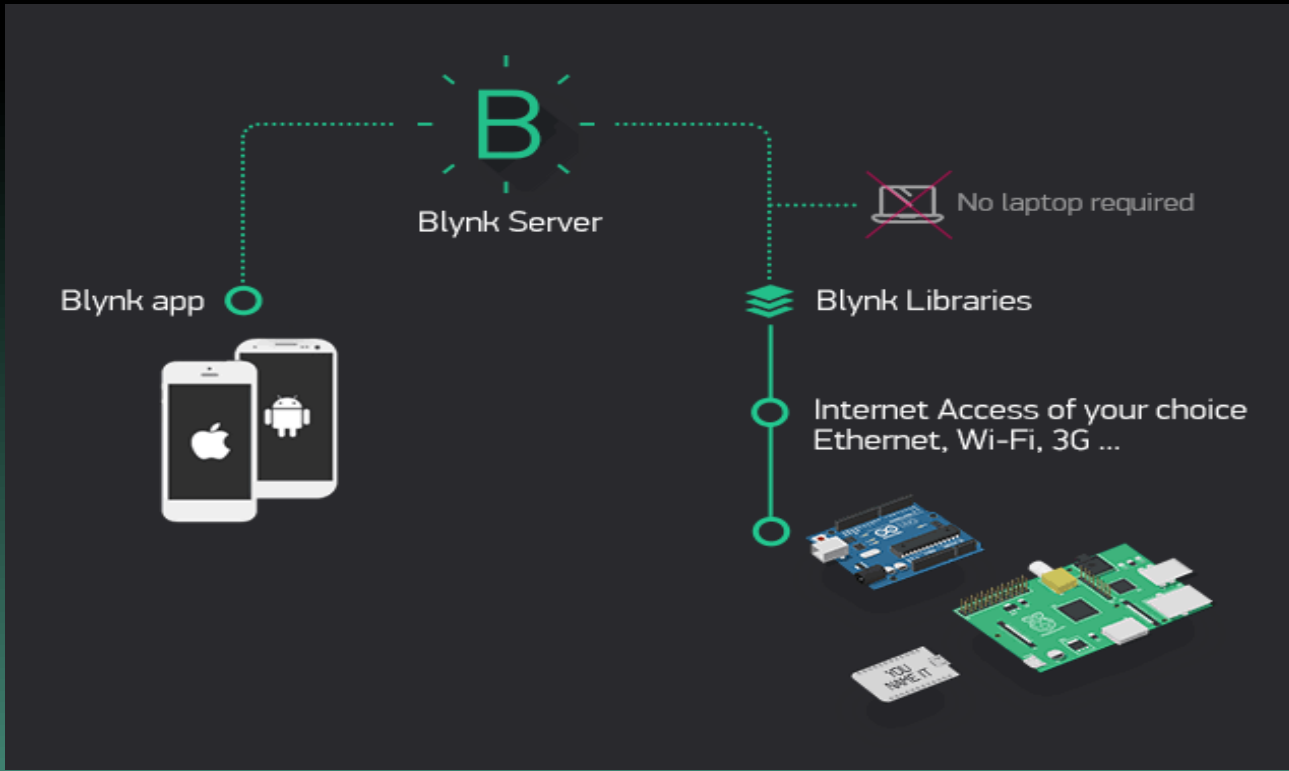 B
Blynk Server
No laptop required
Blynk app
Blynk Libraries
Internet Access of your choice
Ethernet, Wi-Fi, 3G ...
YOU
NAME IT